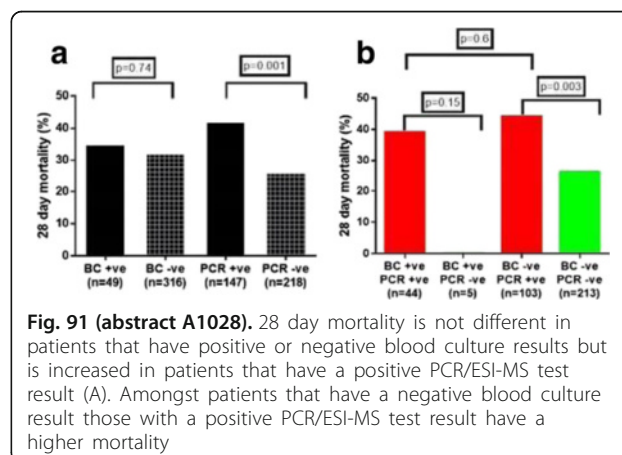 a
b
p=0.74
p=0.001
p=0.6
p=0.15
p=0.003
28 day mortality (%)
50
40
30
20
10
0
BC +ve
(n=49)
BC -ve
(n=316)
PCR +ve
(n=147)
PCR -ve
(n=218)
28 day mortality (%)
50
40
30
20
10
0
BC +ve
PCR +ve
(n=44)
BC +ve
PCR -ve
(n=5)
BC -ve
PCR +ve
(n=103)
BC -ve
PCR -ve
(n=213)
Fig. 91 (abstract A1028). 28 day mortality is not different in
patients that have positive or negative blood culture results but
is increased in patients that have a positive PCR/ESI-MS test
result (A). Amongst patients that have a negative blood culture
result those with a positive PCR/ESI-MS test result have a
higher mortality